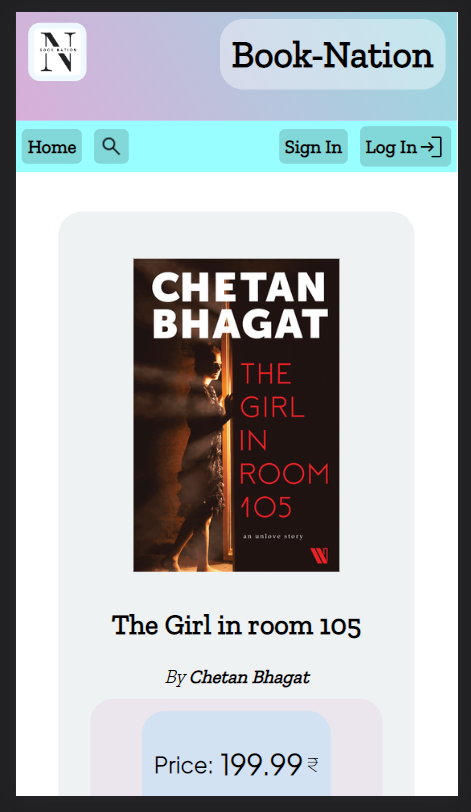 N
BOOK NATION
Book-Nation
Home
Sign In
Log In
CHETAN
BHAGAT
THE
GIRL
IN
ROOM
105
an unlove story
The Girl in room 105
By Chetan Bhagat
Price: 199.99 ₹